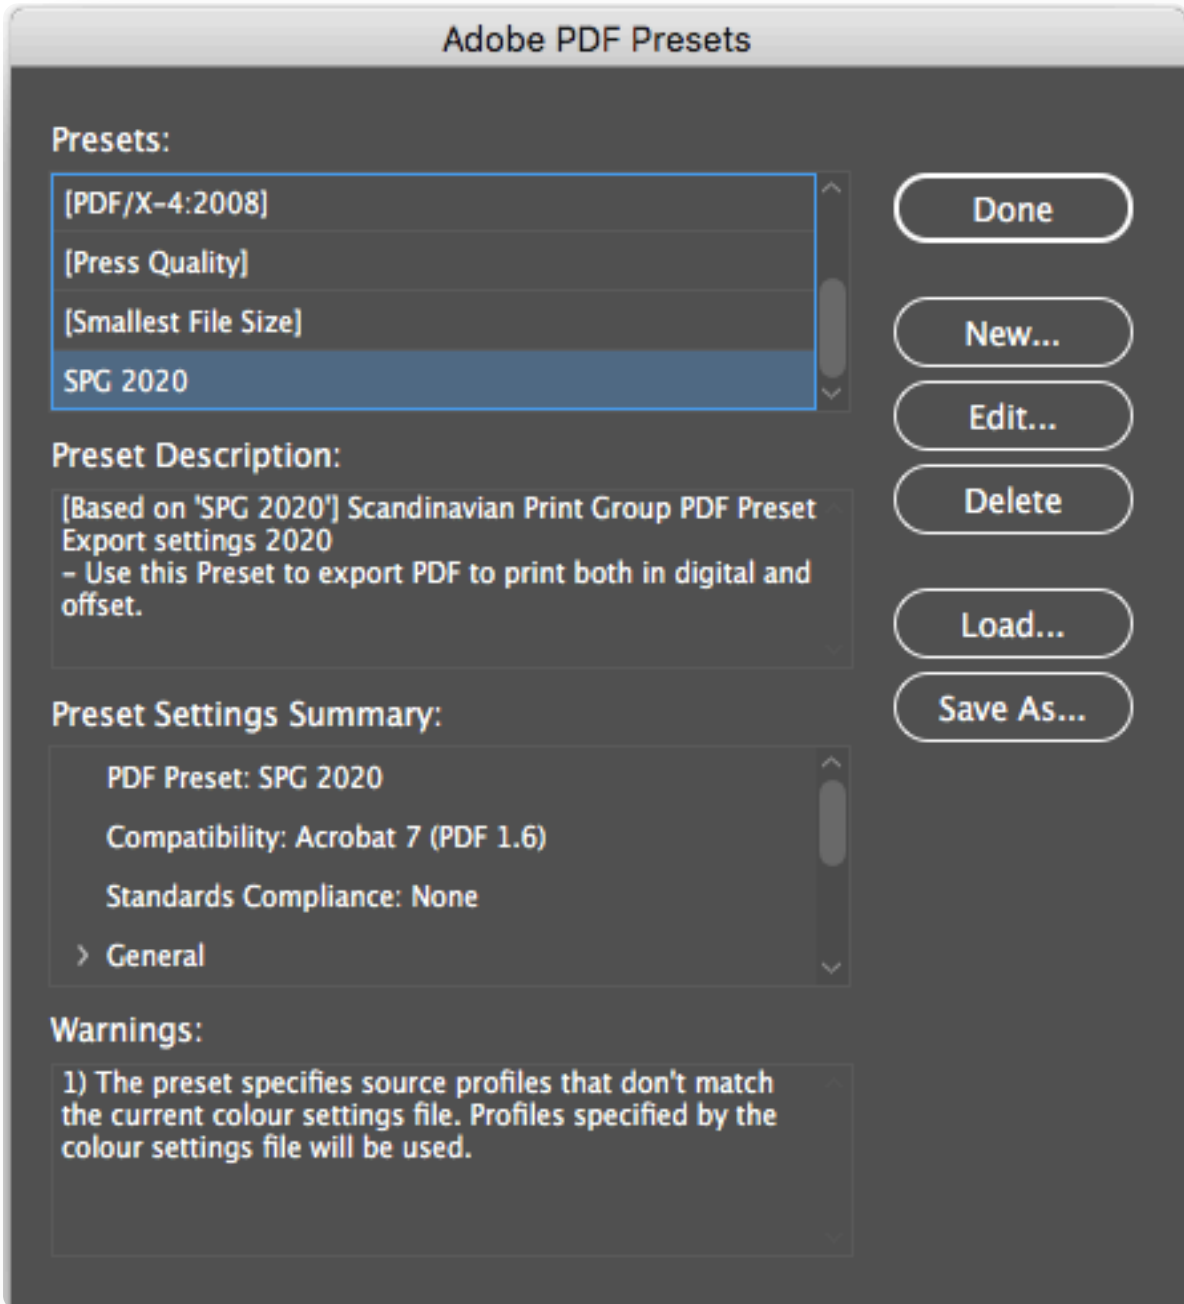 Adobe PDF Presets
Presets:
[PDF/X-4:2008]
[Press Quality]
[Smallest File Size]
SPG 2020
Done
New...
Edit...
Delete
Load...
Save As...
Preset Description:
[Based on 'SPG 2020'] Scandinavian Print Group PDF Preset
Export settings 2020
- Use this Preset to export PDF to print both in digital and
offset.
Preset Settings Summary:
PDF Preset: SPG 2020
Compatibility: Acrobat 7 (PDF 1.6)
Standards Compliance: None
General
Warnings:
1) The preset specifies source profiles that don't match
the current colour settings file. Profiles specified by the
colour settings file will be used.